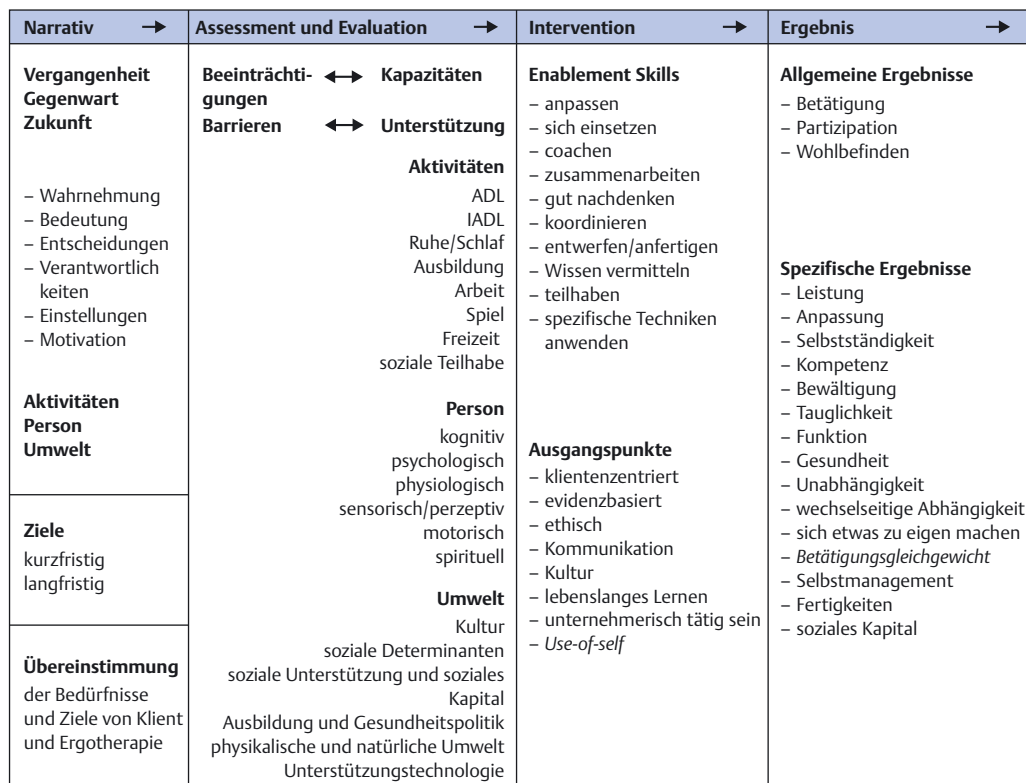 Narrativ →
Vergangenheit
Gegenwart
Zukunft
– Wahrnehmung
– Bedeutung
– Entscheidungen
– Verantwortlich
keiten
– Einstellungen
– Motivation
Aktivitäten
Person
Umwelt
Ziele
kurzfristig
langfristig
Übereinstimmung
der Bedürfnisse
und Ziele von Klient
und Ergotherapie
Assessment und Evaluation →
Beeinträchti- ↔ Kapazitäten
gungen
Barrieren ↔ Unterstützung
Aktivitäten
ADL
IADL
Ruhe/Schlaf
Ausbildung
Arbeit
Spiel
Freizeit
soziale Teilhabe
Person
kognitiv
psychologisch
physiologisch
sensorisch/perzeptiv
motorisch
spirituell
Umwelt
Kultur
soziale Determinanten
soziale Unterstützung und soziales
Kapital
Ausbildung und Gesundheitspolitik
physikalische und natürliche Umwelt
Unterstützungstechnologie
Intervention →
Enablement Skills
– anpassen
– sich einsetzen
– coachen
– zusammenarbeiten
– gut nachdenken
– koordinieren
– entwerfen/anfertigen
– Wissen vermitteln
– teilhaben
– spezifische Techniken
anwenden
Ausgangspunkte
– klientenzentriert
– evidenzbasiert
– ethisch
– Kommunikation
– Kultur
– lebenslanges Lernen
– unternehmerisch tätig sein
– Use-of-self
Ergebnis →
Allgemeine Ergebnisse
– Betätigung
– Partizipation
– Wohlbefinden
Spezifische Ergebnisse
– Leistung
– Anpassung
– Selbstständigkeit
– Kompetenz
– Bewältigung
– Tauglichkeit
– Funktion
– Gesundheit
– Unabhängigkeit
– wechselseitige Abhängigkeit
– sich etwas zu eigen machen
– Betätigungsgleichgewicht
– Selbstmanagement
– Fertigkeiten
– soziales Kapital